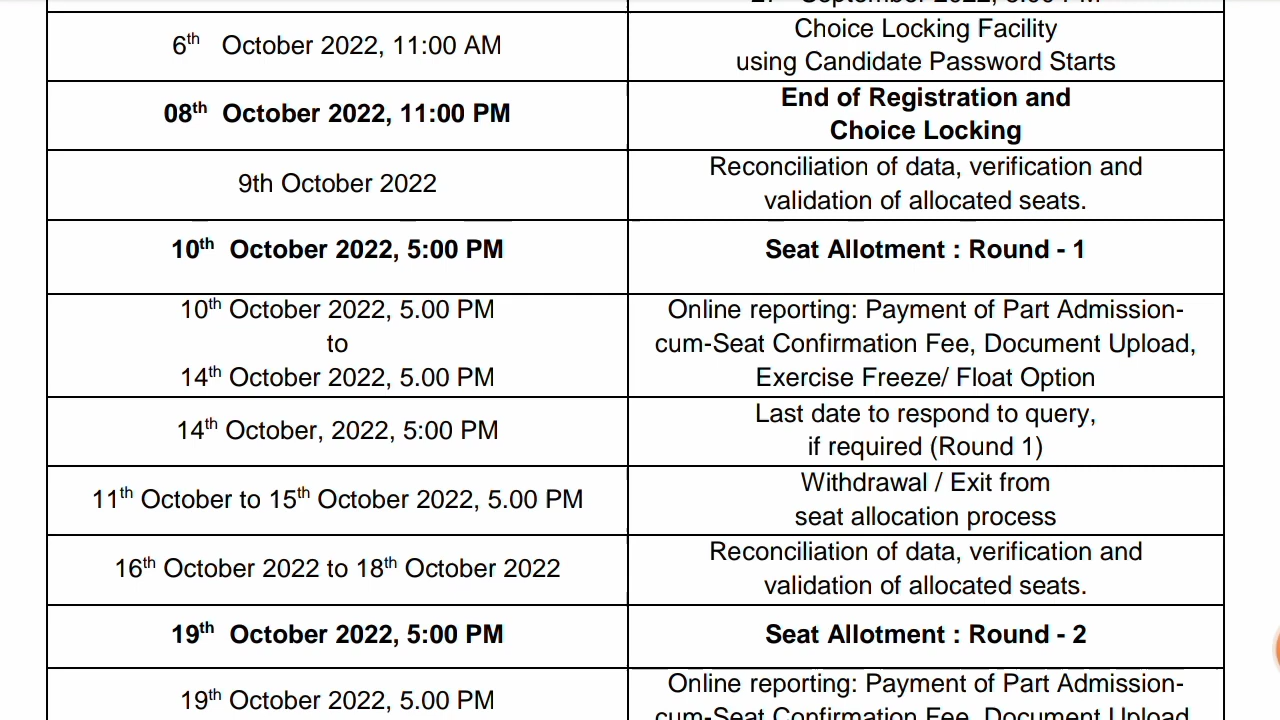 6th October 2022, 11:00 AM
Choice Locking Facility
using Candidate Password Starts
08th October 2022, 11:00 PM
End of Registration and
Choice Locking
9th October 2022
Reconciliation of data, verification and
validation of allocated seats.
10th October 2022, 5:00 PM
Seat Allotment : Round - 1
10th October 2022, 5.00 PM
to
14th October 2022, 5.00 PM
Online reporting: Payment of Part Admission-
cum-Seat Confirmation Fee, Document Upload,
Exercise Freeze/ Float Option
14th October, 2022, 5:00 PM
Last date to respond to query,
if required (Round 1)
11th October to 15th October 2022, 5.00 PM
Withdrawal / Exit from
seat allocation process
16th October 2022 to 18th October 2022
Reconciliation of data, verification and
validation of allocated seats.
19th October 2022, 5:00 PM
Seat Allotment : Round - 2
19th October 2022, 5.00 PM
Online reporting: Payment of Part Admission-
cum-Seat Confirmation Fee, Document Upload,